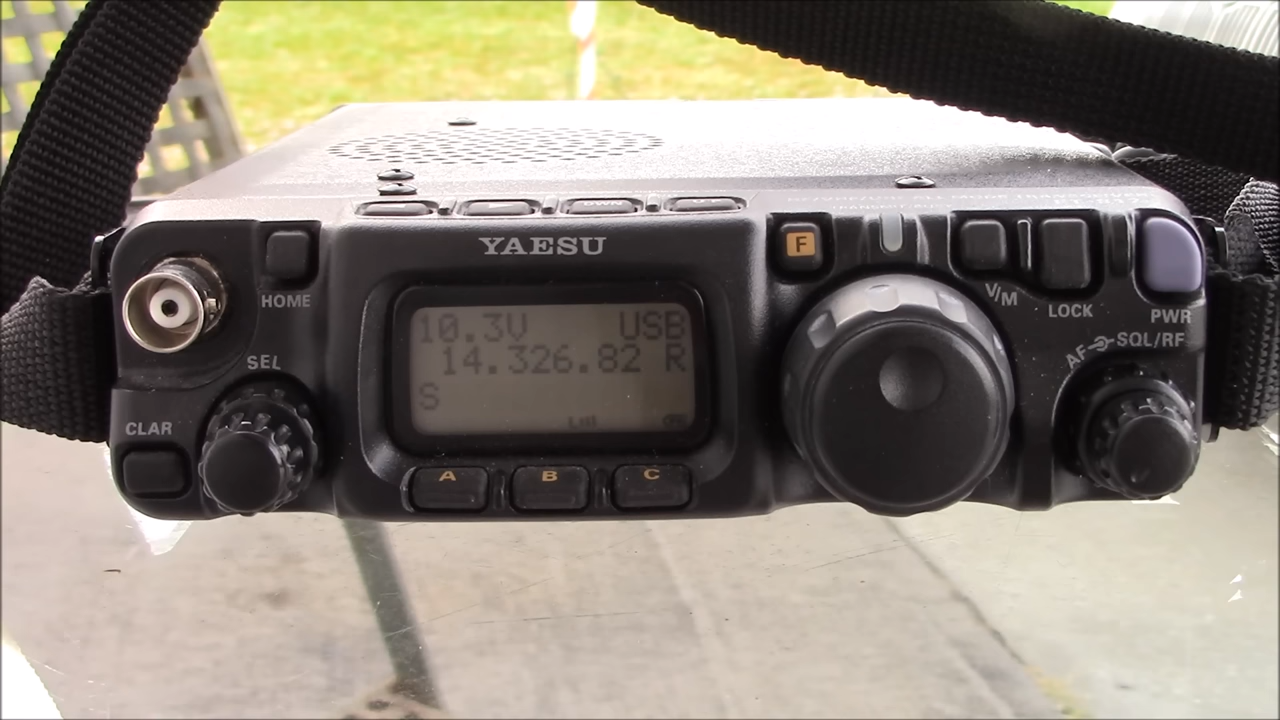 YAESU
F
HOME
V/M
LOCK
PWR
10.3V USB
14.326.82 R
S
SEL
AF SQL/RF
CLAR
A B C